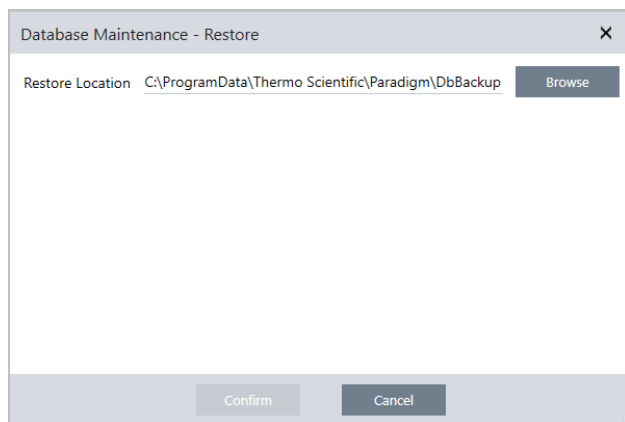 Database Maintenance - Restore
Restore Location C:\ProgramData\Thermo Scientific\Paradigm\DbBackup Browse
Confirm Cancel